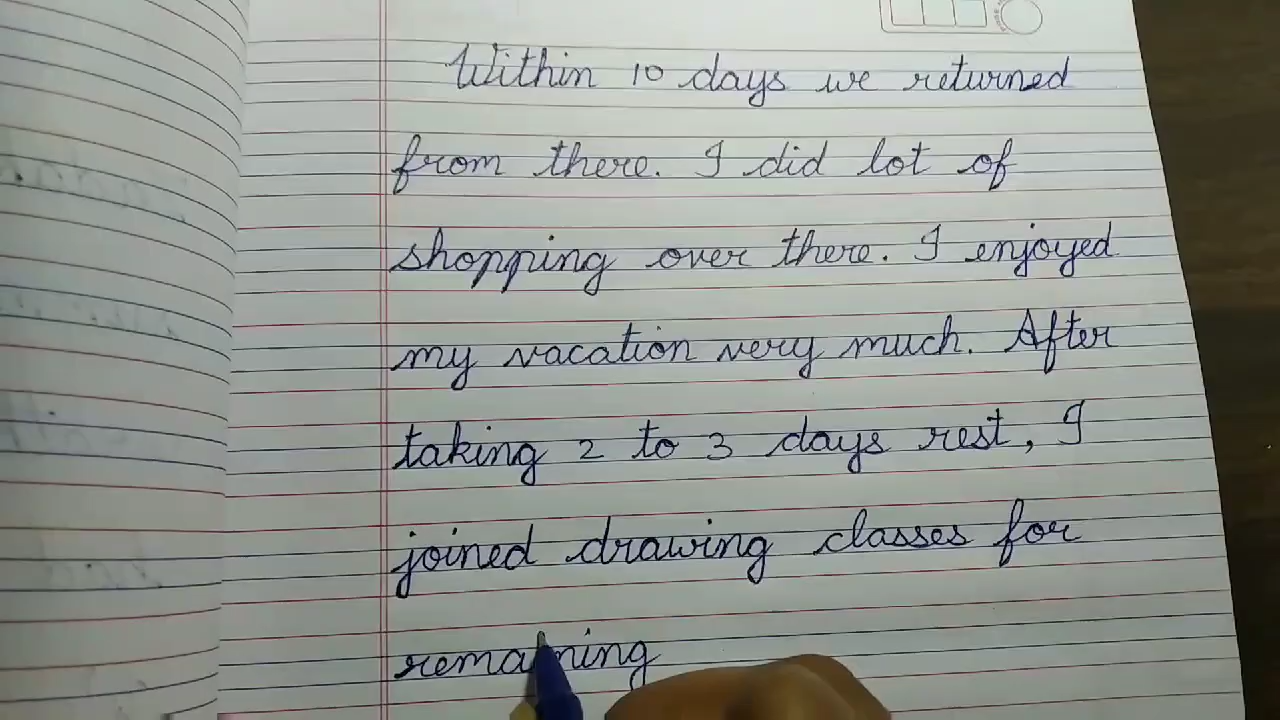 Within 10 days we returned
from there. I did lot of
shopping over there. I enjoyed
my vacation very much. After
taking 2 to 3 days rest, I
joined drawing classes for
remaining